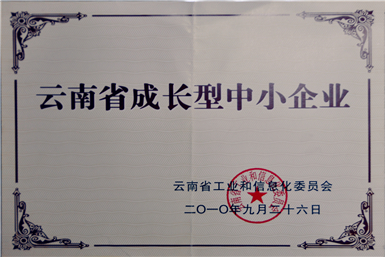 云南省成长型中小企业
云南省工业和信息化委员会
二〇一〇年九月二十六日